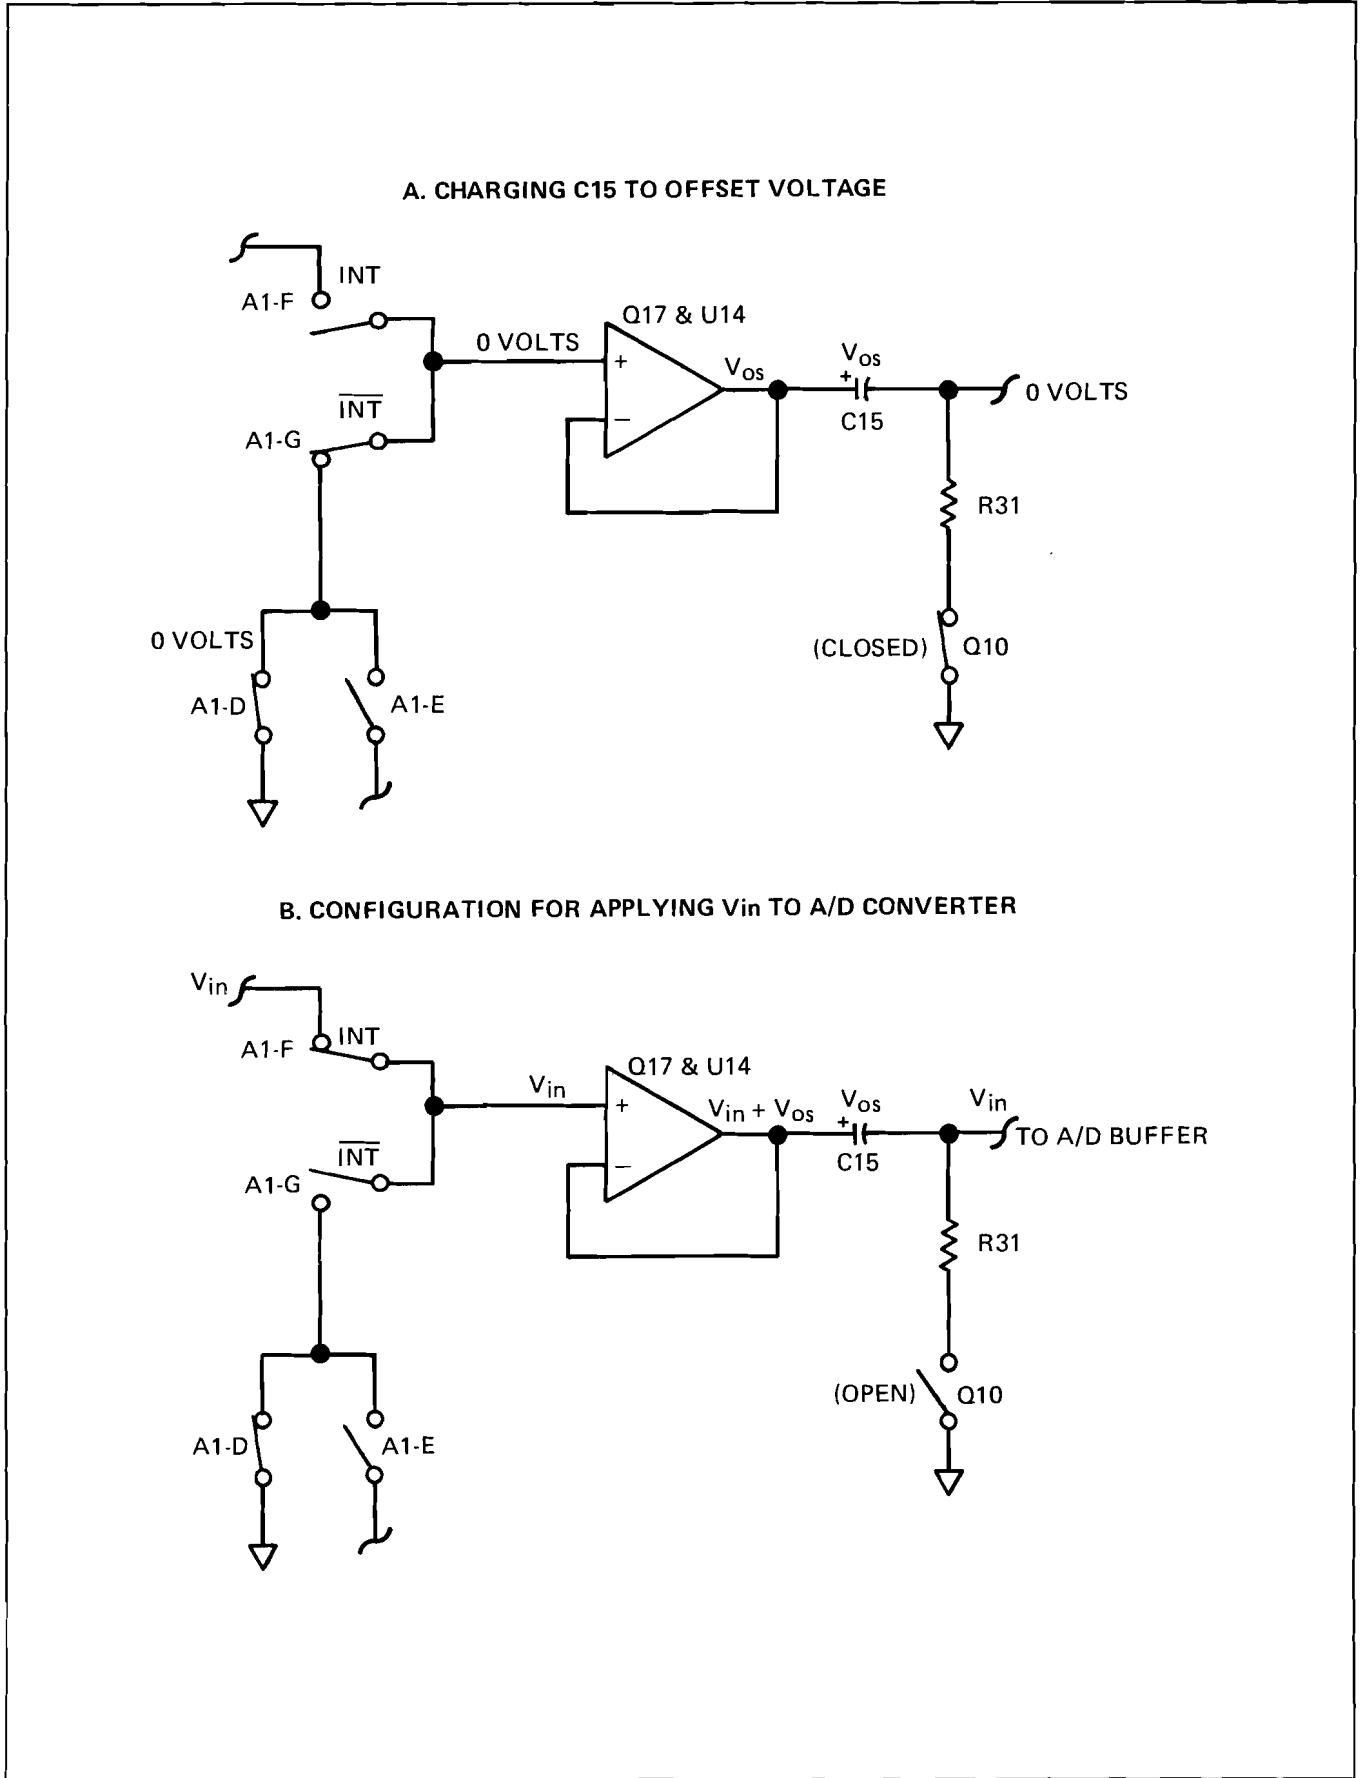 A. CHARGING C15 TO OFFSET VOLTAGE
INT
A1-F
Q17 & U14
0 VOLTS
+
Vos
Vos
+
0 VOLTS
INT
C15
A1-G
−
R31
0 VOLTS
(CLOSED)
Q10
A1-D
A1-E
B. CONFIGURATION FOR APPLYING Vin TO A/D CONVERTER
Vin
INT
A1-F
Q17 & U14
Vin
+
Vin + Vos
Vos
+
Vin
TO A/D BUFFER
INT
C15
A1-G
−
R31
(OPEN)
Q10
A1-D
A1-E